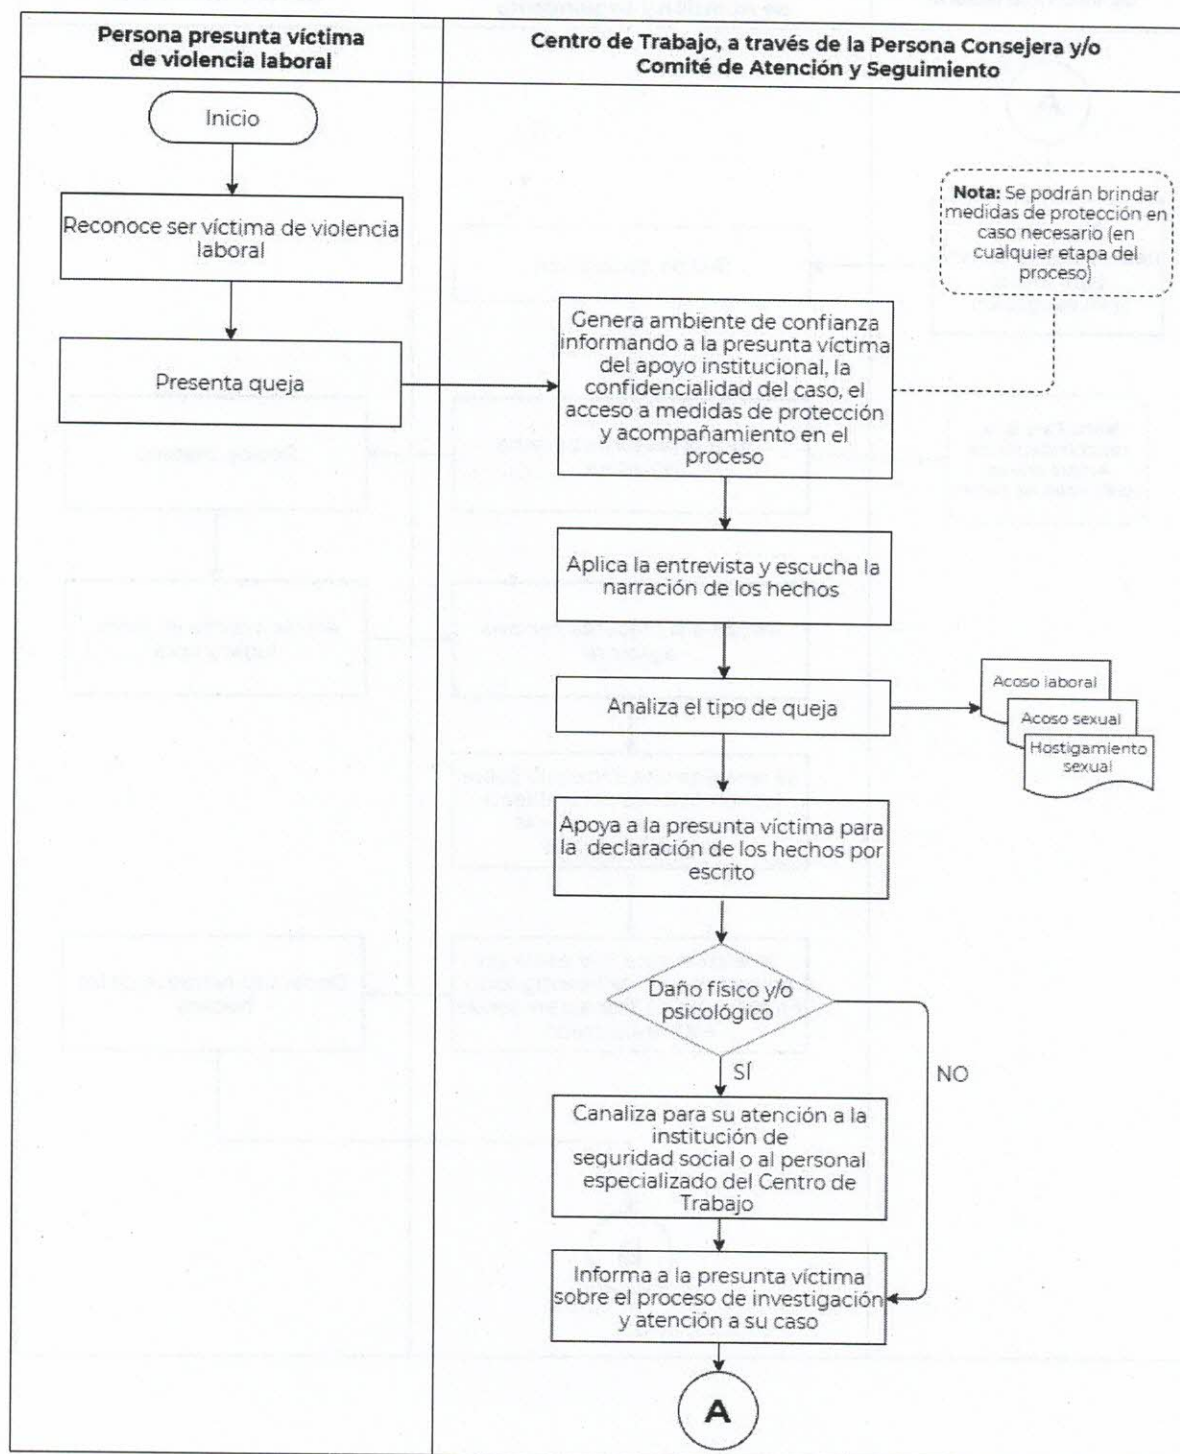 Persona presunta víctima
de violencia laboral
Centro de Trabajo, a través de la Persona Consejera y/o
Comité de Atención y Seguimiento
Inicio
Reconoce ser víctima de violencia
laboral
Presenta queja
Nota: Se podrán brindar
medidas de protección en
caso necesario (en
cualquier etapa del
proceso)
Genera ambiente de confianza
informando a la presunta víctima
del apoyo institucional, la
confidencialidad del caso, el
acceso a medidas de protección
y acompañamiento en el
proceso
Aplica la entrevista y escucha la
narración de los hechos
Analiza el tipo de queja
Acoso laboral
Acoso sexual
Hostigamiento
sexual
Apoya a la presunta víctima para
la declaración de los hechos por
escrito
Daño físico y/o
psicológico
SÍ
NO
Canaliza para su atención a la
institución de
seguridad social o al personal
especializado del Centro de
Trabajo
Informa a la presunta víctima
sobre el proceso de investigación
y atención a su caso
A